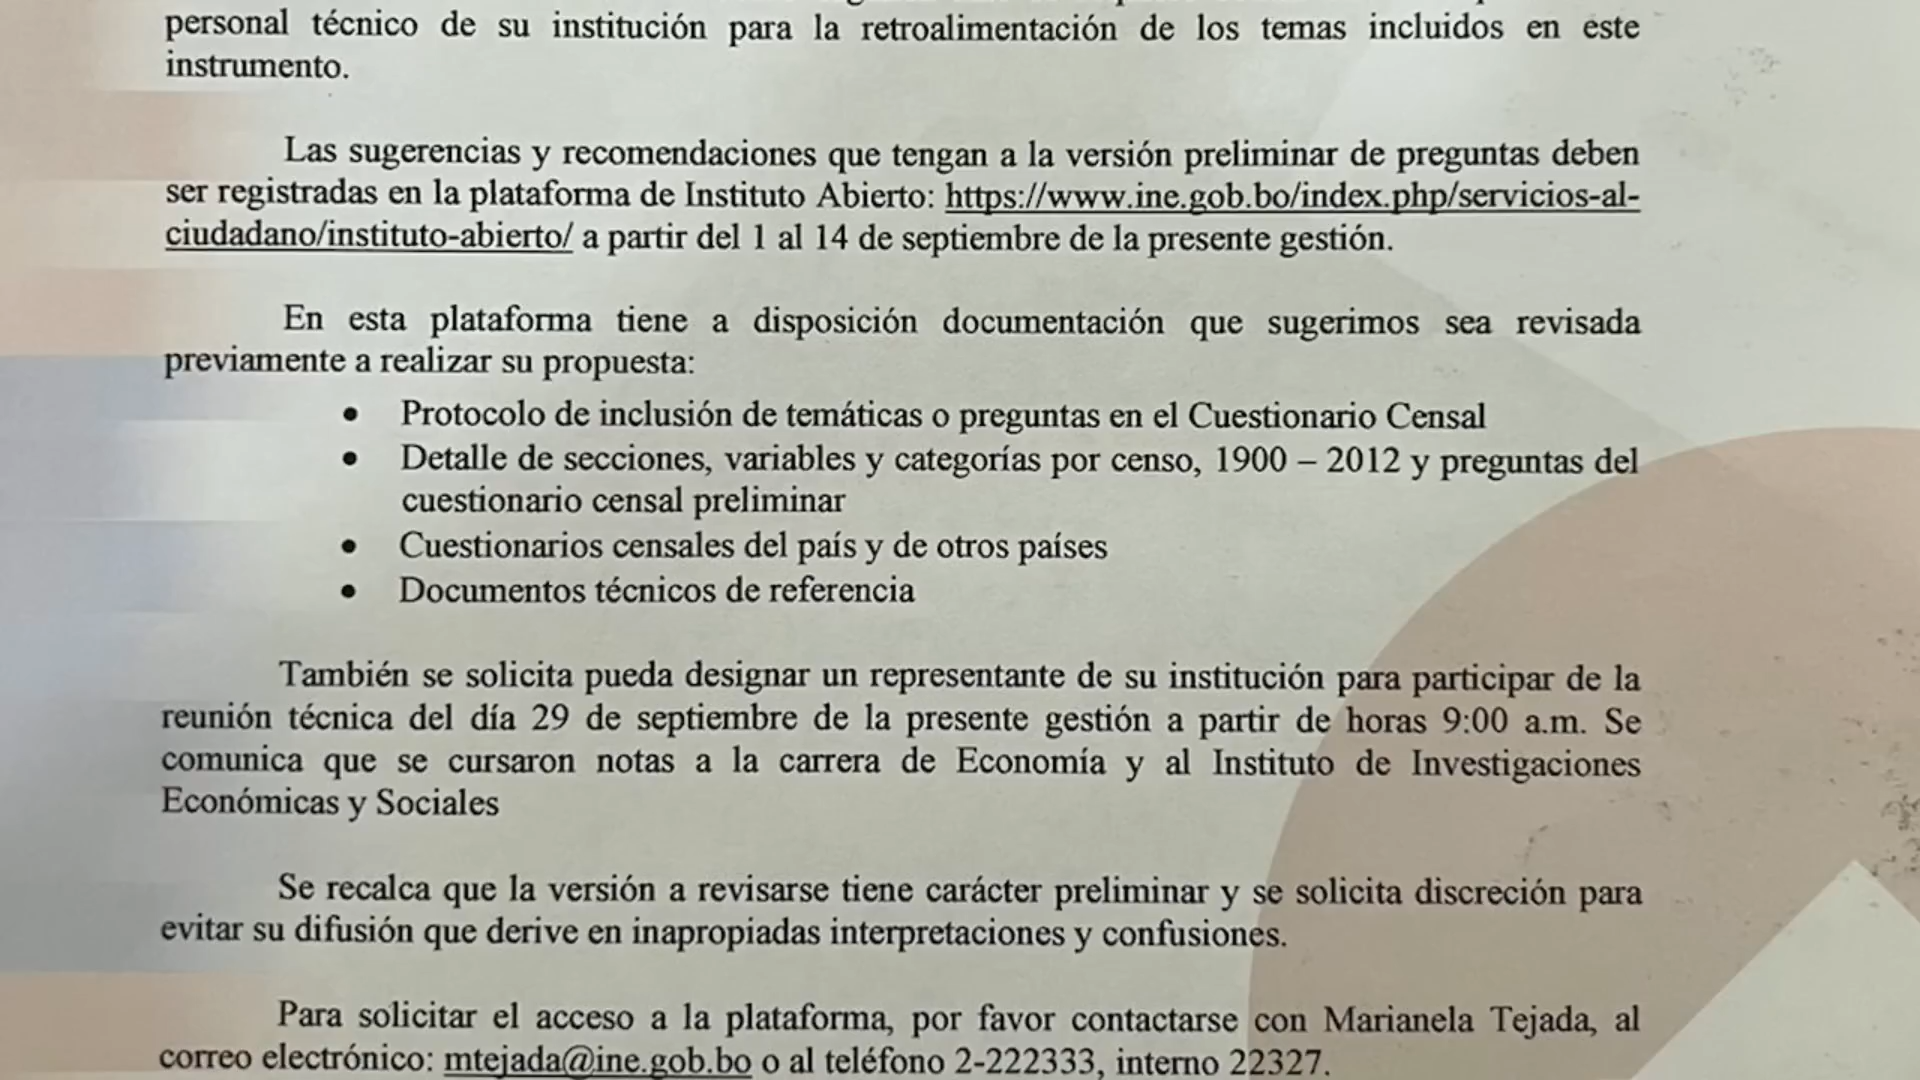 personal técnico de su institución para la retroalimentación de los temas incluidos en este
instrumento.
Las sugerencias y recomendaciones que tengan a la versión preliminar de preguntas deben
ser registradas en la plataforma de Instituto Abierto: https://www.ine.gob.bo/index.php/servicios-al-
ciudadano/instituto-abierto/ a partir del 1 al 14 de septiembre de la presente gestión.
En esta plataforma tiene a disposición documentación que sugerimos sea revisada
previamente a realizar su propuesta:
• Protocolo de inclusión de temáticas o preguntas en el Cuestionario Censal
• Detalle de secciones, variables y categorías por censo, 1900 – 2012 y preguntas del
cuestionario censal preliminar
• Cuestionarios censales del país y de otros países
• Documentos técnicos de referencia
También se solicita pueda designar un representante de su institución para participar de la
reunión técnica del día 29 de septiembre de la presente gestión a partir de horas 9:00 a.m. Se
comunica que se cursaron notas a la carrera de Economía y al Instituto de Investigaciones
Económicas y Sociales
Se recalca que la versión a revisarse tiene carácter preliminar y se solicita discreción para
evitar su difusión que derive en inapropiadas interpretaciones y confusiones.
Para solicitar el acceso a la plataforma, por favor contactarse con Marianela Tejada, al
correo electrónico: mtejada@ine.gob.bo o al teléfono 2-222333, interno 22327.